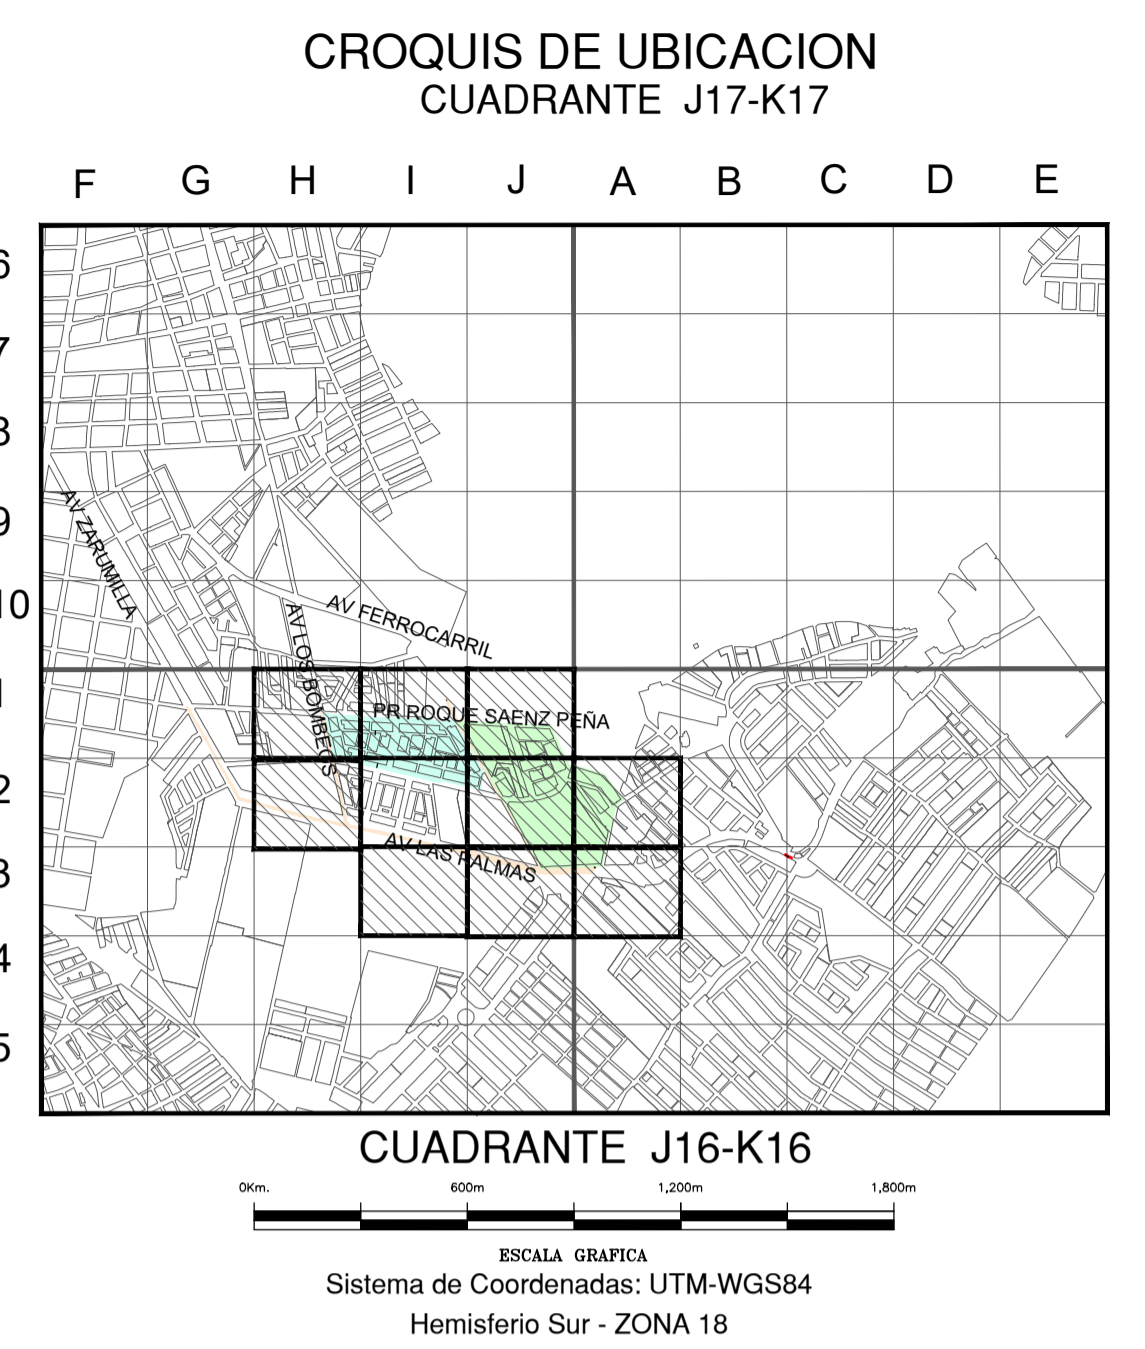 CROQUIS DE UBICACION
CUADRANTE J17-K17
F G H I J A B C D E
6
7
8
9
10
1
2
3
4
5
AV ZARUMILLA
AV FERROCARRIL
AV LOS BOMBEOS
PR.ROQUE SAENZ PEÑA
AV LAS PALMAS
CUADRANTE J16-K16
0Km. 600m 1,200m 1,800m
ESCALA GRAFICA
Sistema de Coordenadas: UTM-WGS84
Hemisferio Sur - ZONA 18